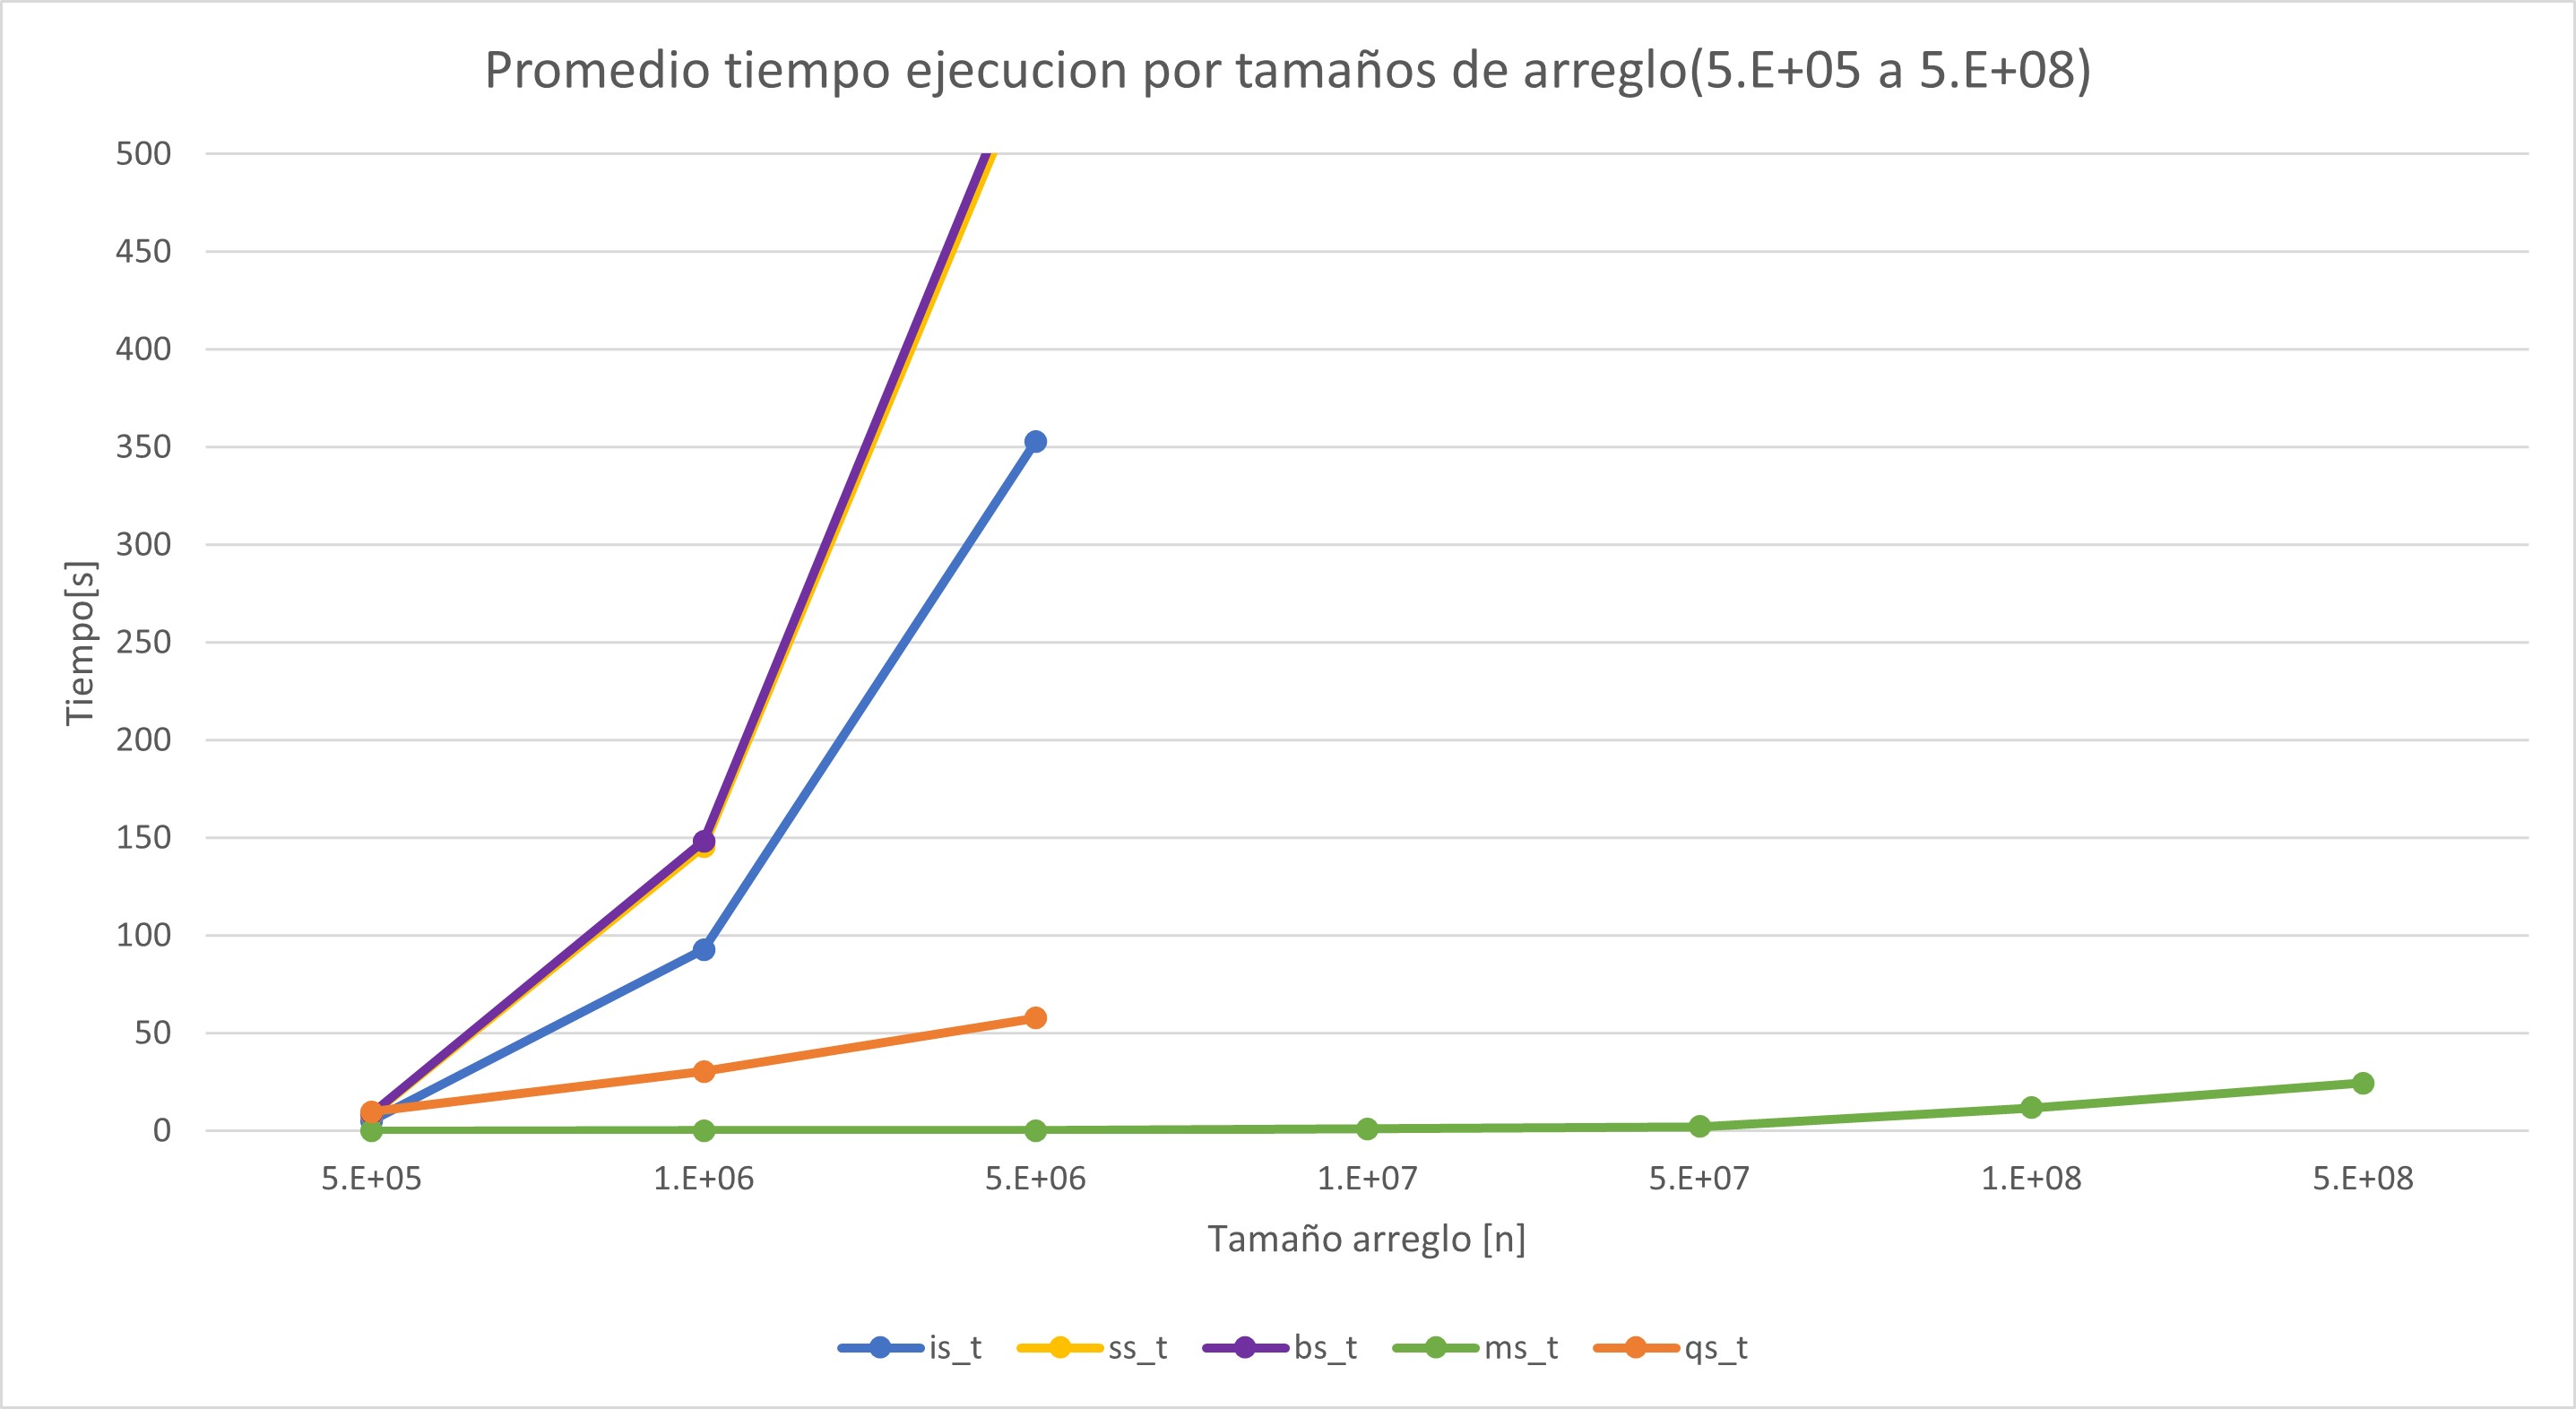 Promedio tiempo ejecucion por tamaños de arreglo(5.E+05 a 5.E+08)
500
450
400
350
300
250
200
150
100
50
0
Tiempo[s]
5.E+05 1.E+06 5.E+06 1.E+07 5.E+07 1.E+08 5.E+08
Tamaño arreglo [n]
is_t ss_t bs_t ms_t qs_t